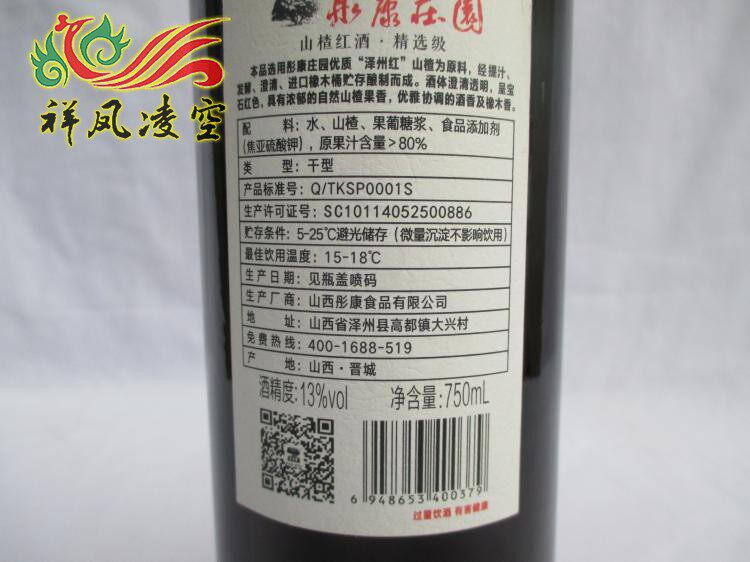 彤康庄園
山楂红酒·精选级
本品选用彤康庄园优质“泽州红”山楂为原料，经提汁、
发酵、澄清、进口橡木桶贮存酿制而成。酒体澄清透明，呈宝
石红色，具有浓郁的自然山楂果香，优雅协调的酒香及橡木香。
祥凤凌空
配料：水、山楂、果葡糖浆、食品添加剂
（焦亚硫酸钾），原果汁含量>80%
类型：干型
产品标准号：Q/TKSP0001S
生产许可证号：SC10114052500886
贮存条件：5-25℃避光储存（微量沉淀不影响饮用）
最佳饮用温度：15-18℃
生产日期：见瓶盖喷码
生产厂商：山西彤康食品有限公司
地址：山西省泽州县高都镇大兴村
免费热线：400-1688-519
产地：山西·晋城
酒精度：13%vol 净含量：750mL
6 948653 400379
过量饮酒 有害健康